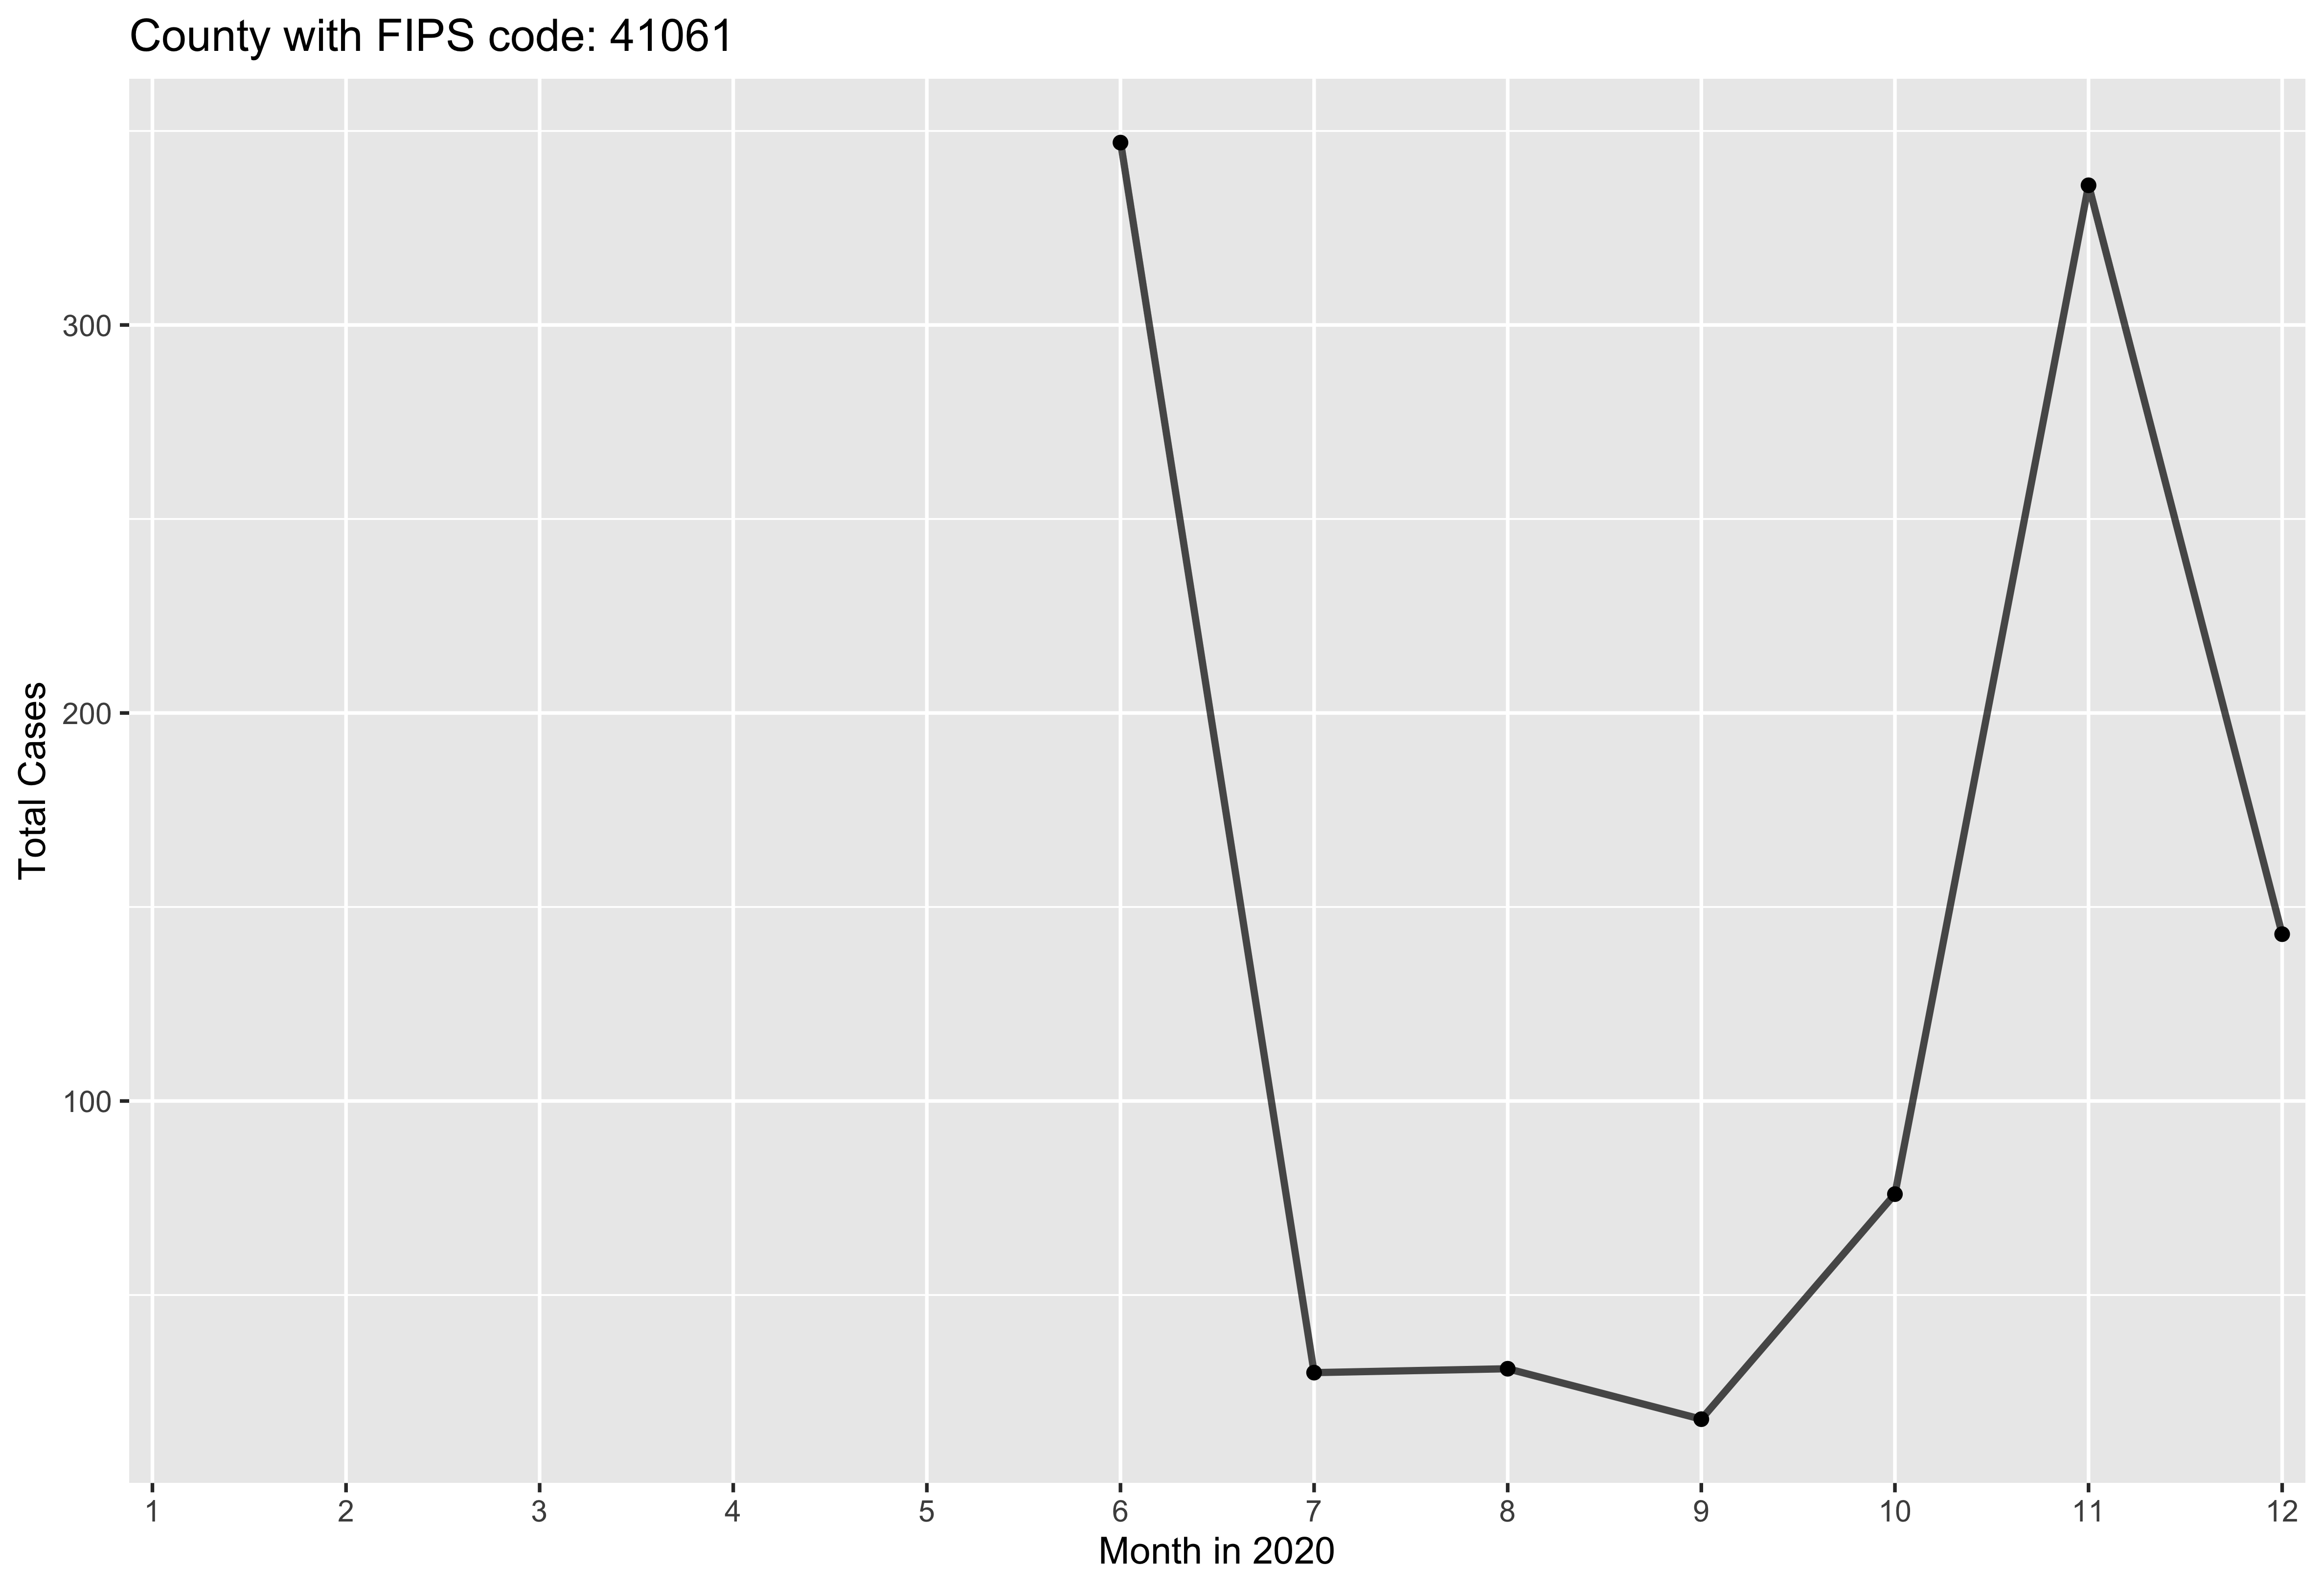 County with FIPS code: 41061
Total Cases
300
200
100
1 2 3 4 5 6 7 8 9 10 11 12
Month in 2020